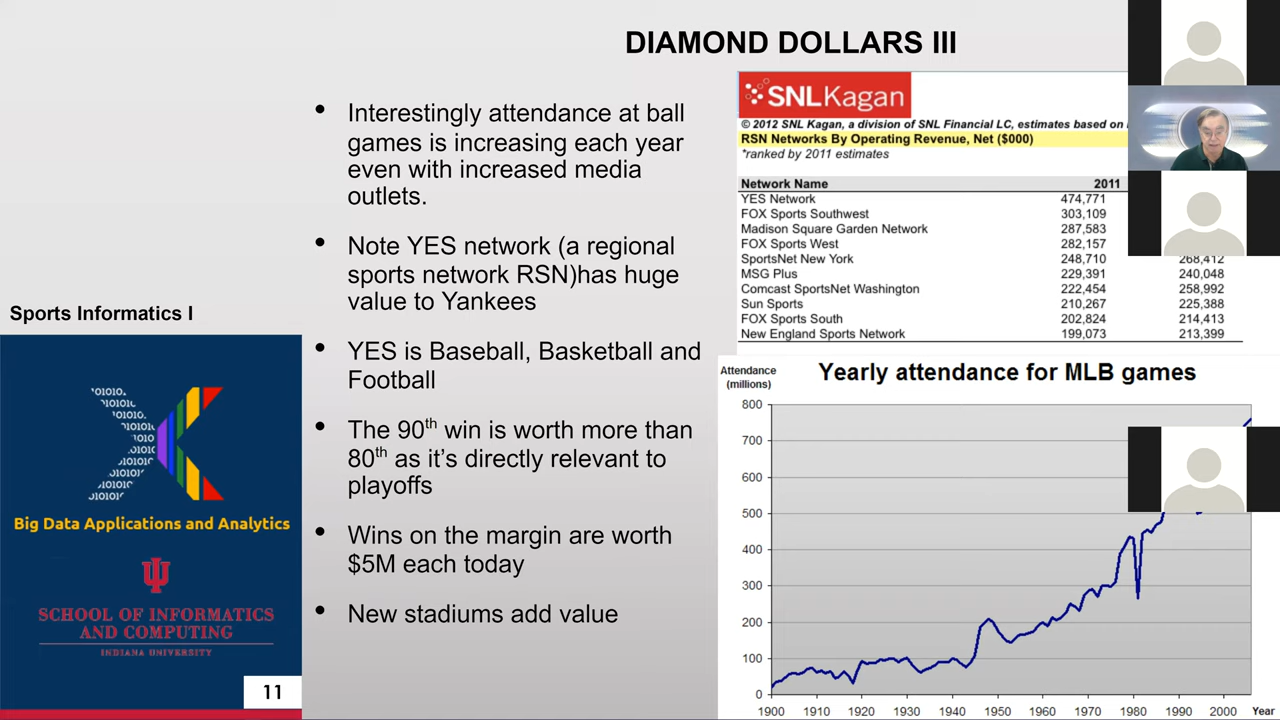 DIAMOND DOLLARS III
• Interestingly attendance at ball
games is increasing each year
even with increased media
outlets.
• Note YES network (a regional
sports network RSN)has huge
value to Yankees
• YES is Baseball, Basketball and
Football
• The 90th win is worth more than
80th as it's directly relevant to
playoffs
• Wins on the margin are worth
$5M each today
• New stadiums add value
Sports Informatics I
Big Data Applications and Analytics
SCHOOL OF INFORMATICS
AND COMPUTING
INDIANA UNIVERSITY
11
SNLKagan
© 2012 SNL Kagan, a division of SNL Financial LC, estimates based on
RSN Networks By Operating Revenue, Net ($000)
*ranked by 2011 estimates
Network Name 2011
YES Network 474,771
FOX Sports Southwest 303,109
Madison Square Garden Network 287,583
FOX Sports West 282,157
SportsNet New York 248,710 268,412
MSG Plus 229,391 240,048
Comcast SportsNet Washington 222,454 258,992
Sun Sports 210,267 225,388
FOX Sports South 202,824 214,413
New England Sports Network 199,073 213,399
Attendance
(millions)
Yearly attendance for MLB games
800
700
600
500
400
300
200
100
0
1900 1910 1920 1930 1940 1950 1960 1970 1980 1990 2000 Year